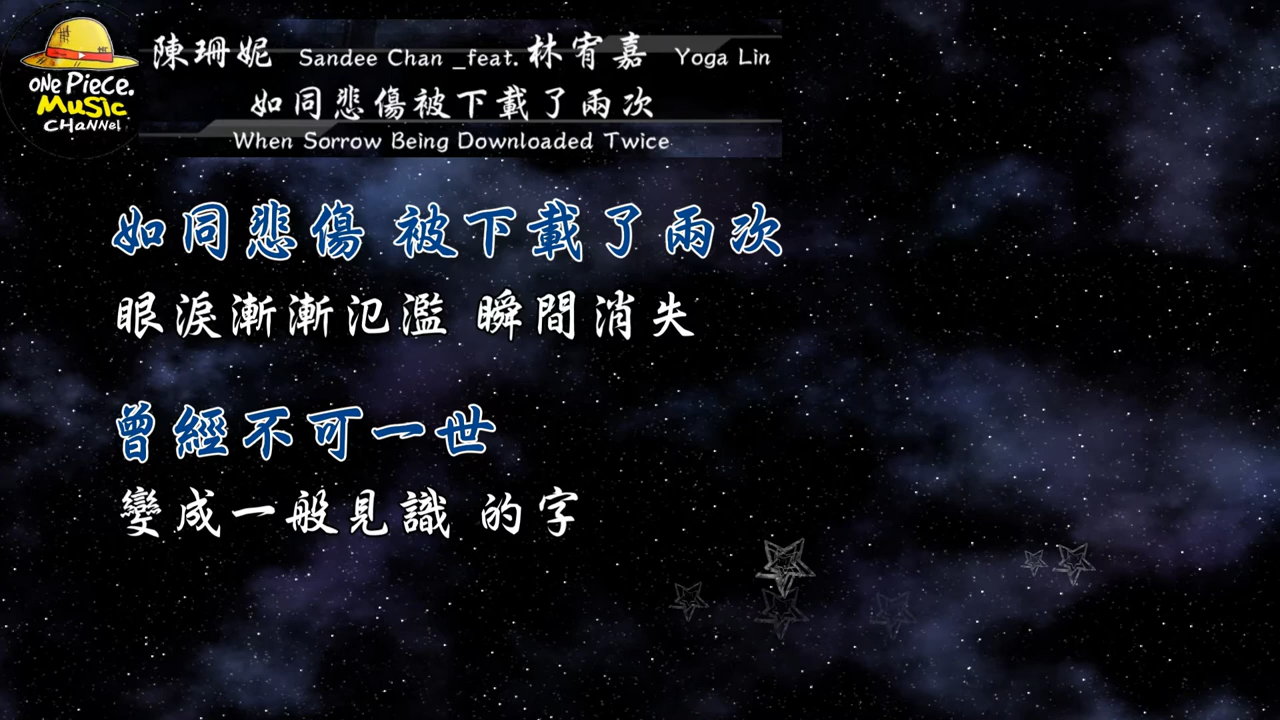 ONE PIECE.
MUSIC
CHANNEL
陳珊妮 Sandee Chan _feat.林宥嘉 Yoga Lin
如同悲傷被下載了兩次
When Sorrow Being Downloaded Twice
如同悲傷 被下載了兩次
眼淚漸漸氾濫 瞬間消失
曾經不可一世
變成一般見識 的字